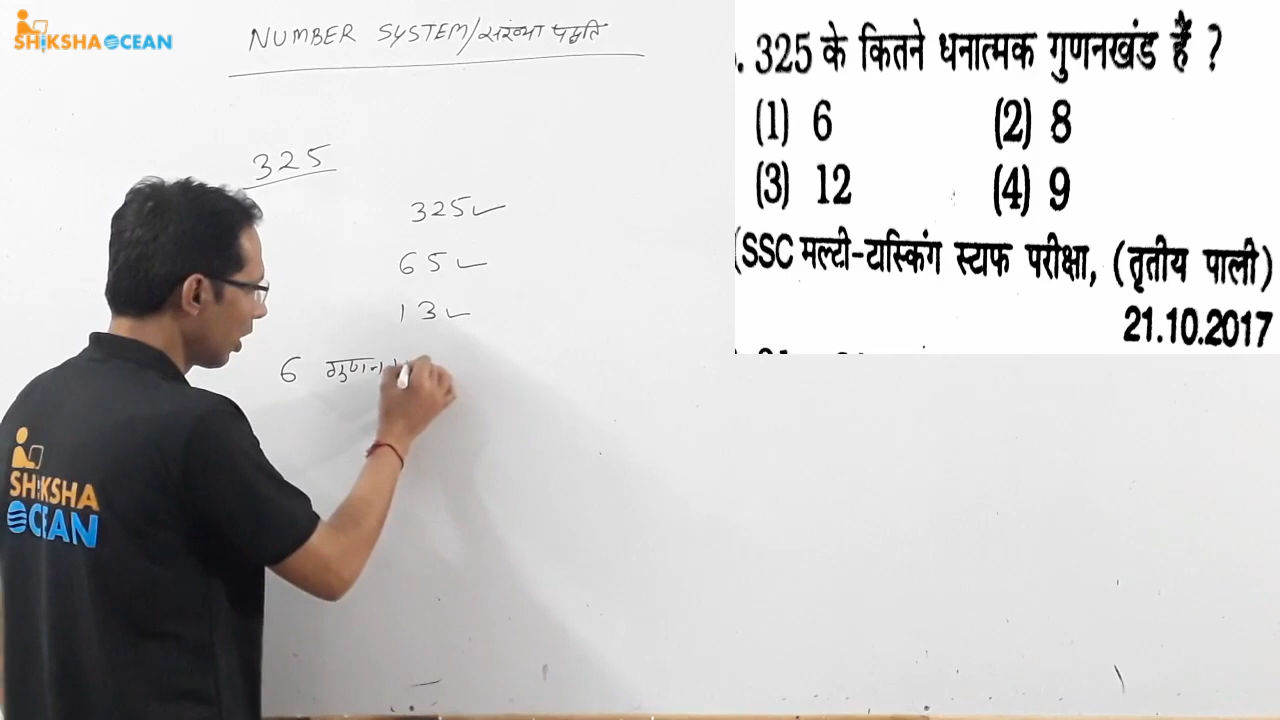 SHIKSHA OCEAN
NUMBER SYSTEM/संख्या पद्धति
325
325
65
13
6
. 325 के कितने धनात्मक गुणनखंड हैं ?
(1) 6 (2) 8
(3) 12 (4) 9
(SSC मल्टी-टास्किंग स्टाफ परीक्षा, (तृतीय पाली)
21.10.2017
SHIKSHA
OCEAN